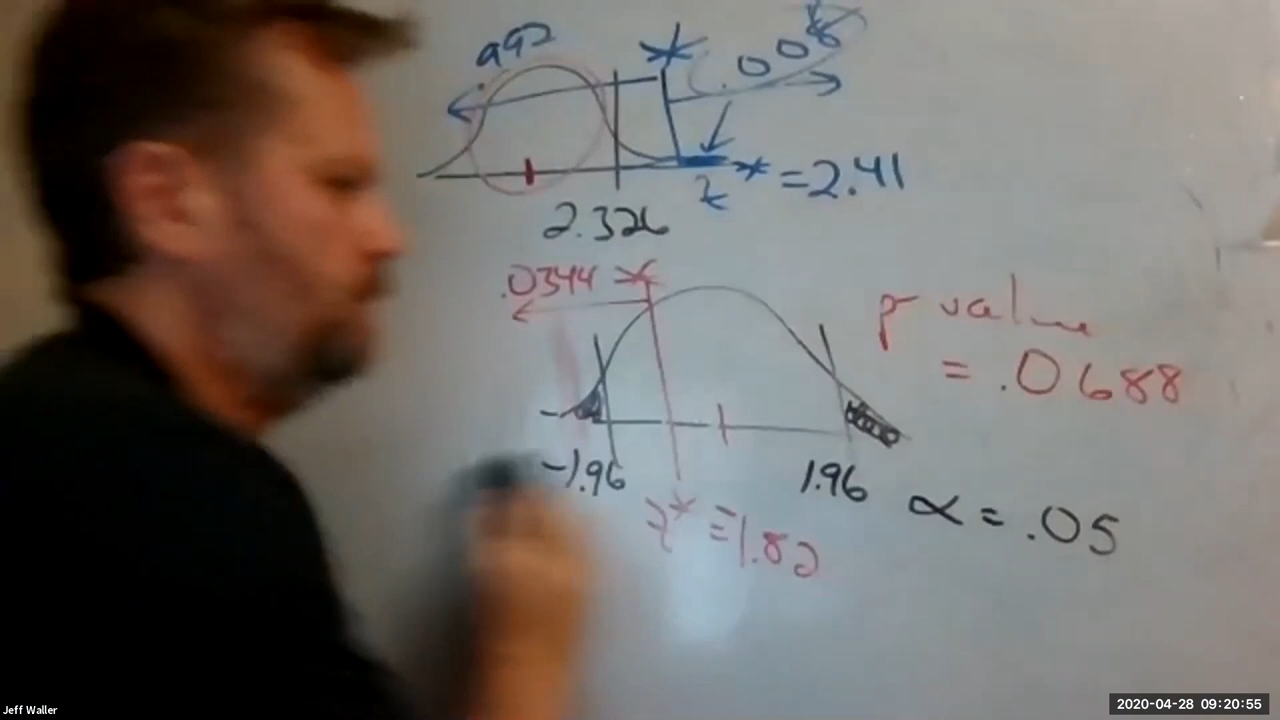 .992
.008
z* = 2.41
2.326
.0344
p value
= .0688
-1.96
1.96
α = .05
z* = -1.82
Jeff Waller
2020-04-28 09:20:55